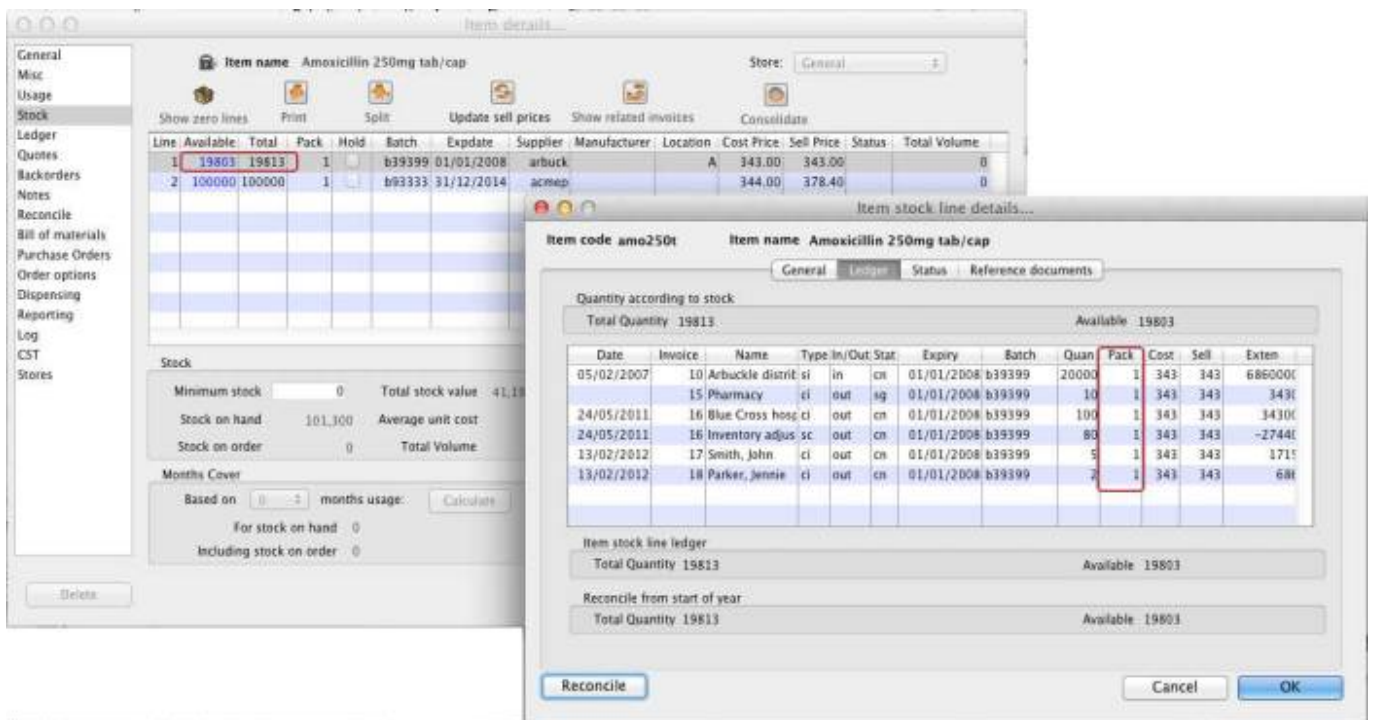 Item details...
General
Misc
Usage
Stock
Ledger
Quotes
Backorders
Notes
Reconcile
Bill of materials
Purchase Orders
Order options
Dispensing
Reporting
Log
CST
Stores
Delete
Item name Amoxicillin 250mg tab/cap Store: General
Show zero lines Print Split Update sell prices Show related invoices Consolidate
Line Available Total Pack Hold Batch Expdate Supplier Manufacturer Location Cost Price Sell Price Status Total Volume
1 19803 19813 1 b39399 01/01/2008 arbuck A 343.00 343.00 0
2 100000 100000 1 b93333 31/12/2014 acmep 344.00 378.40 0
Stock
Minimum stock 0 Total stock value
Stock on hand 101,300 Average unit cost
Stock on order 0 Total Volume
Months Cover
Based on 0 months usage: Calculate
For stock on hand 0
Including stock on order 0
Item stock line details...
Item code amo250t Item name Amoxicillin 250mg tab/cap
General Ledger Status Reference documents
Quantity according to stock
Total Quantity 19813 Available 19803
Date Invoice Name Type In/Out Stat Expiry Batch Quan Pack Cost Sell Exten
05/02/2007 10 Arbuckle distrib si in cn 01/01/2008 b39399 20000 1 343 343 686000
15 Pharmacy ci out sg 01/01/2008 b39399 10 1 343 343 343
24/05/2011 16 Blue Cross hosp ci out cn 01/01/2008 b39399 100 1 343 343 3430
24/05/2011 16 Inventory adjus sc out cn 01/01/2008 b39399 80 1 343 343 -2744
13/02/2012 17 Smith, John ci out cn 01/01/2008 b39399 5 1 343 343 1715
13/02/2012 18 Parker, Jennie ci out cn 01/01/2008 b39399 2 1 343 343 686
Item stock line ledger
Total Quantity 19813 Available 19803
Reconcile from start of year
Total Quantity 19813 Available 19803
Reconcile Cancel OK